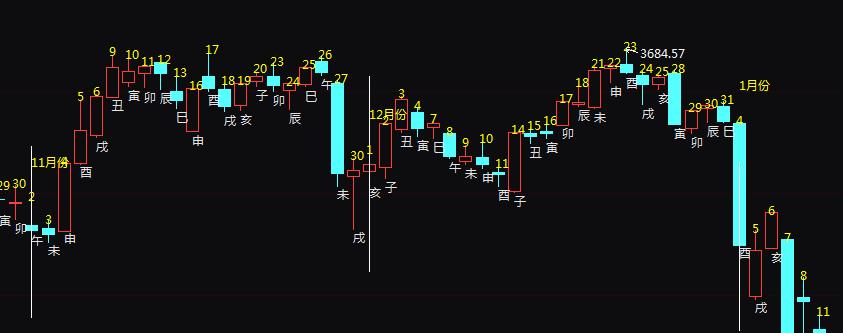 29
寅
30
卯
11月份
2
午
3
未
4
申
5
酉
6
戌
9
丑
10
寅
11
卯
12
辰
13
巳
16
申
17
酉
18
戌
19
亥
20
子
23
卯
24
辰
25
巳
26
午
27
未
30
戌
12月份
1
亥
2
子
3
丑
4
寅
7
巳
8
午
9
未
10
申
11
酉
14
子
15
丑
16
寅
17
卯
18
辰
21
未
22
申
23
3684.57
酉
24
戌
25
亥
28
寅
29
卯
30
辰
31
巳
1月份
4
酉
5
戌
6
亥
7
8
11